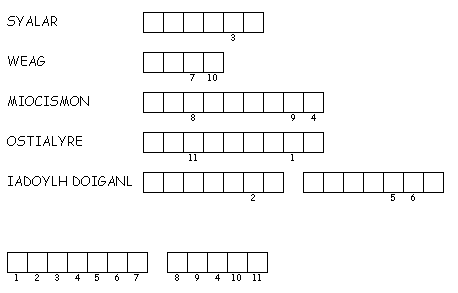 SYALAR
3
WEAG
7 10
MIOCISMON
8 9 4
OSTIALYRE
11 1
IADOYLH DOIGANL
2 5 6
1 2 3 4 5 6 7 8 9 4 10 11